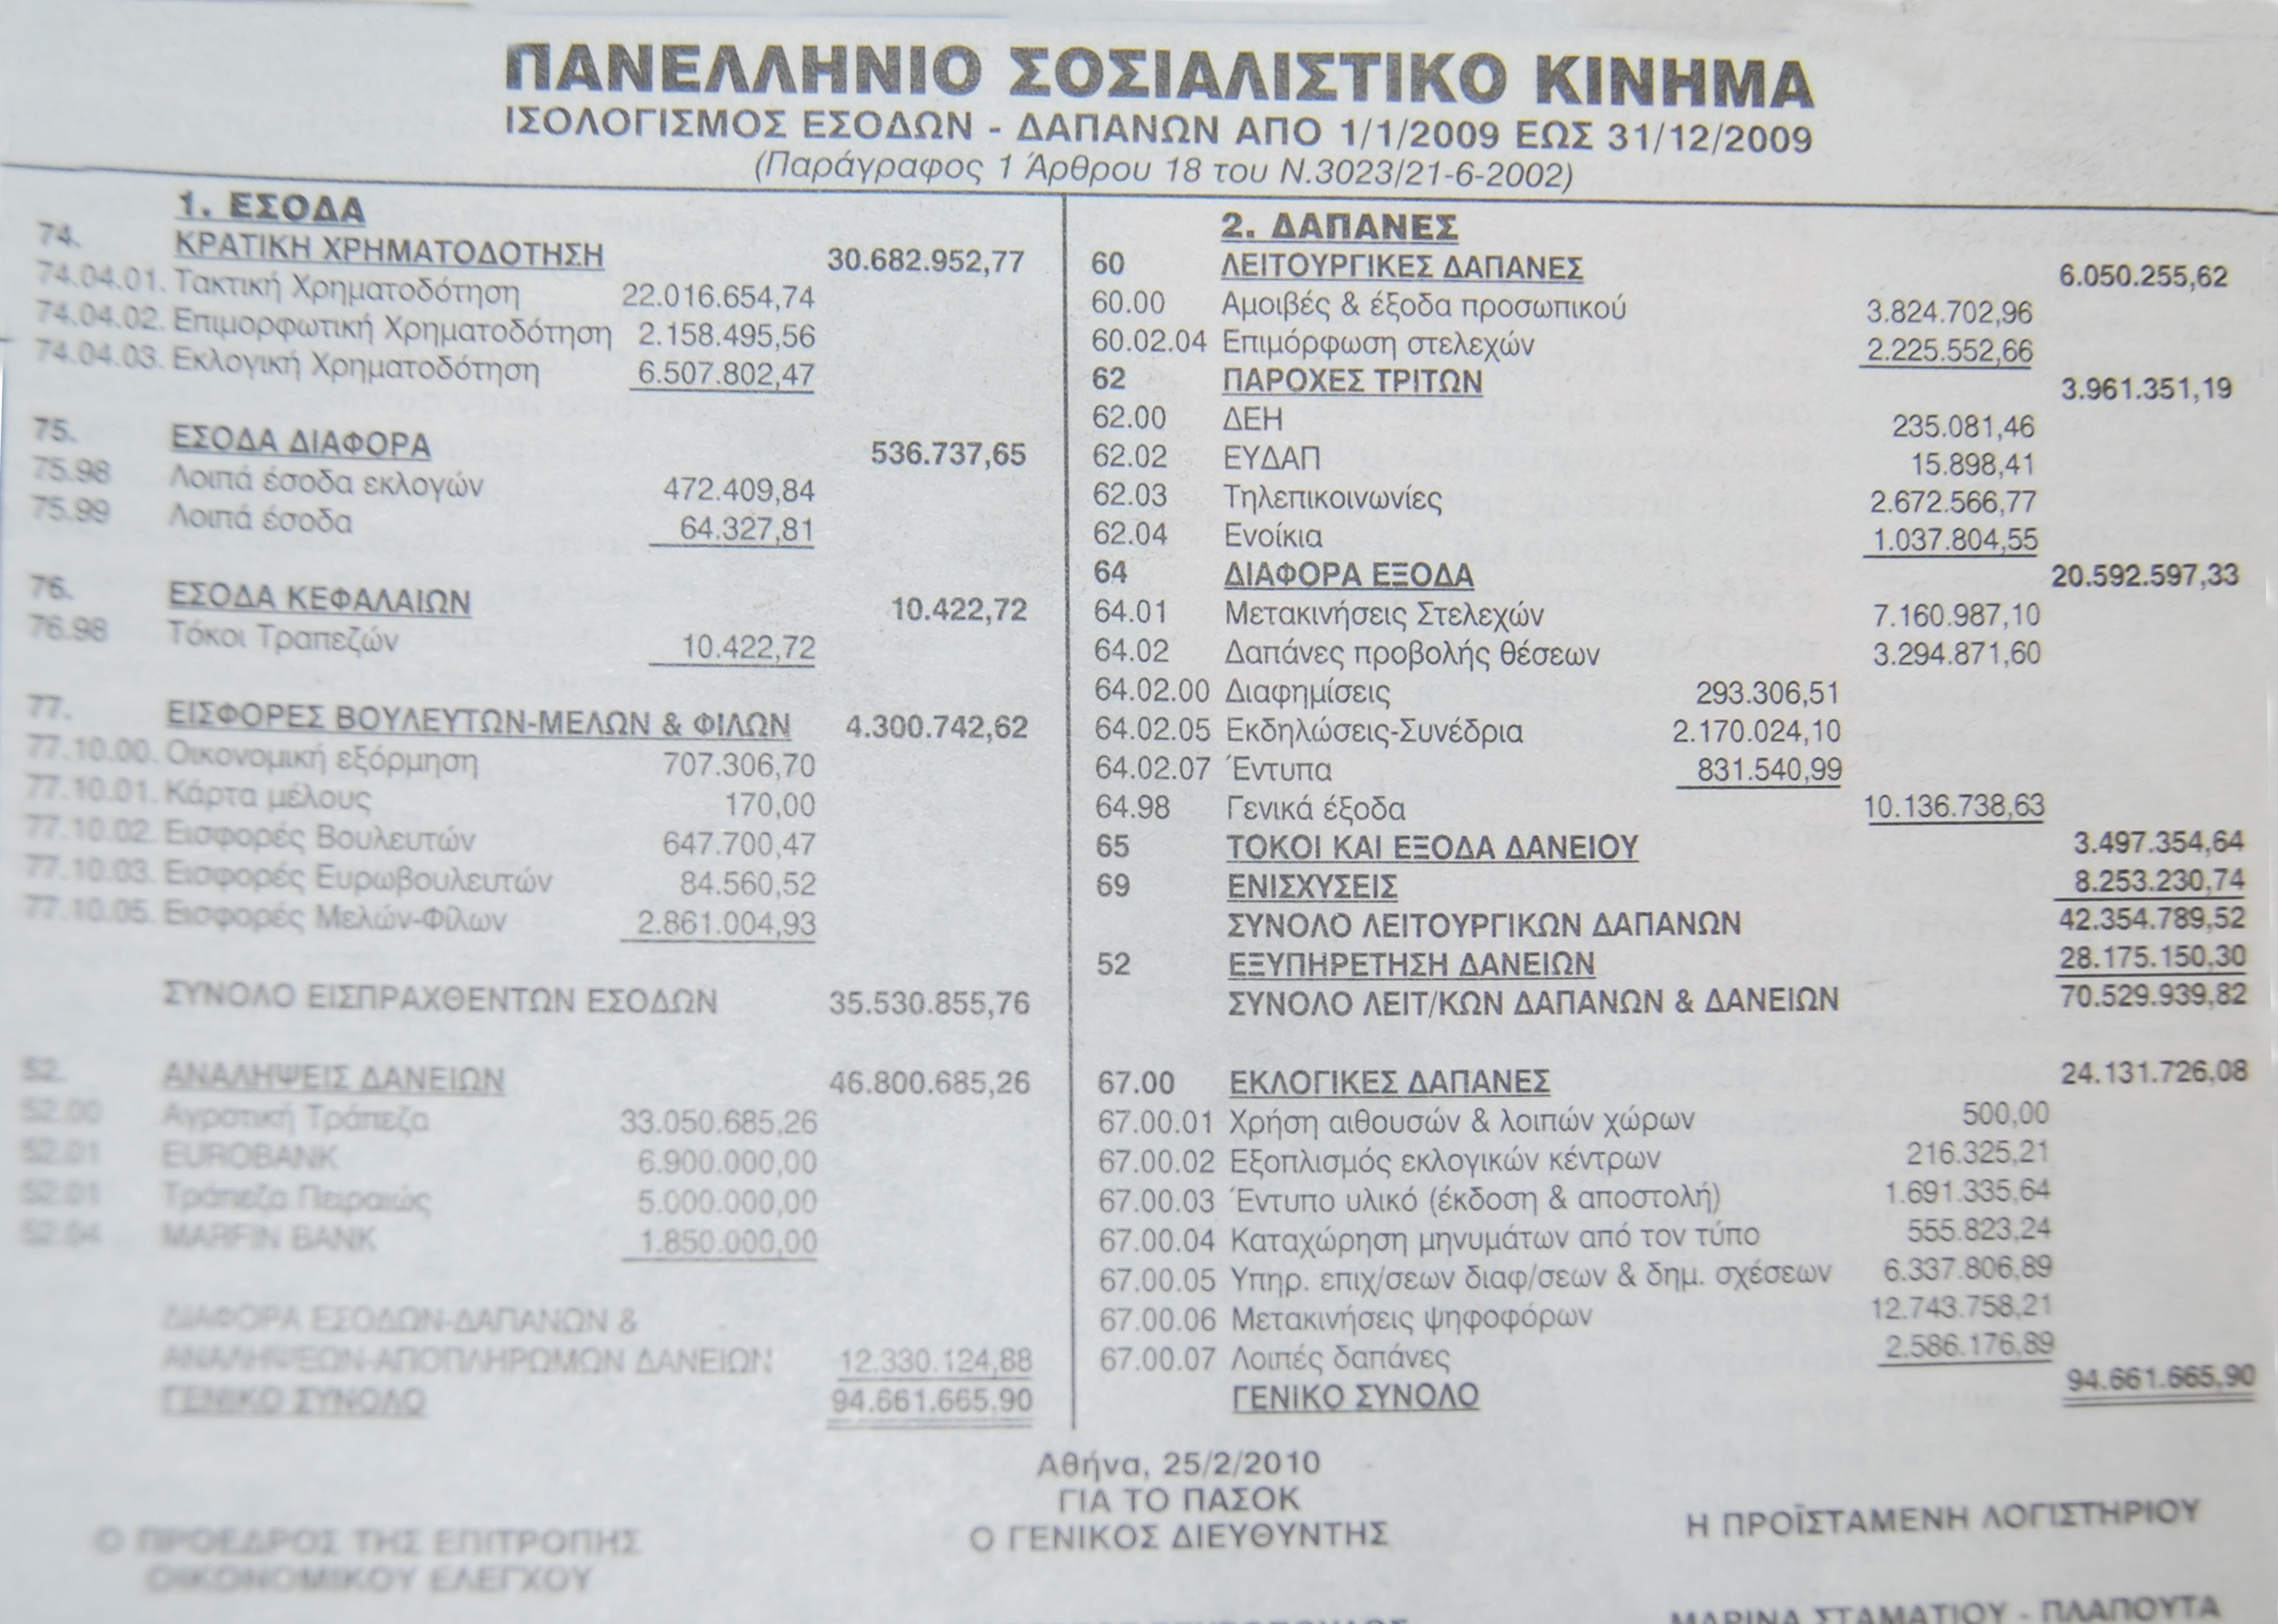 ΠΑΝΕΛΛΗΝΙΟ ΣΟΣΙΑΛΙΣΤΙΚΟ ΚΙΝΗΜΑ
ΙΣΟΛΟΓΙΣΜΟΣ ΕΣΟΔΩΝ - ΔΑΠΑΝΩΝ ΑΠΟ 1/1/2009 ΕΩΣ 31/12/2009
(Παράγραφος 1 Άρθρου 18 του Ν.3023/21-6-2002)
1. ΕΣΟΔΑ
74. ΚΡΑΤΙΚΗ ΧΡΗΜΑΤΟΔΟΤΗΣΗ 30.682.952,77
74.04.01. Τακτική Χρηματοδότηση 22.016.654,74
74.04.02. Επιμορφωτική Χρηματοδότηση 2.158.495,56
74.04.03. Εκλογική Χρηματοδότηση 6.507.802,47
75. ΕΣΟΔΑ ΔΙΑΦΟΡΑ 536.737,65
75.98 Λοιπά έσοδα εκλογών 472.409,84
75.99 Λοιπά έσοδα 64.327,81
76. ΕΣΟΔΑ ΚΕΦΑΛΑΙΩΝ 10.422,72
76.98 Τόκοι Τραπεζών 10.422,72
77. ΕΙΣΦΟΡΕΣ ΒΟΥΛΕΥΤΩΝ-ΜΕΛΩΝ & ΦΙΛΩΝ 4.300.742,62
77.10.00. Οικονομική εξόρμηση 707.306,70
77.10.01. Κάρτα μέλους 170,00
77.10.02. Εισφορές Βουλευτών 647.700,47
77.10.03. Εισφορές Ευρωβουλευτών 84.560,52
77.10.05. Εισφορές Μελών-Φίλων 2.861.004,93
ΣΥΝΟΛΟ ΕΙΣΠΡΑΧΘΕΝΤΩΝ ΕΣΟΔΩΝ 35.530.855,76
52. ΑΝΑΛΗΨΕΙΣ ΔΑΝΕΙΩΝ 46.800.685,26
52.00 Αγροτική Τράπεζα 33.050.685,26
52.01 EUROBANK 6.900.000,00
52.01 Τράπεζα Πειραιώς 5.000.000,00
52.04 MARFIN BANK 1.850.000,00
ΔΙΑΦΟΡΑ ΕΣΟΔΩΝ-ΔΑΠΑΝΩΝ &
ΑΝΑΛΗΨΕΩΝ-ΑΠΟΠΛΗΡΩΜΩΝ ΔΑΝΕΙΩΝ 12.330.124,88
ΓΕΝΙΚΟ ΣΥΝΟΛΟ 94.661.665,90
2. ΔΑΠΑΝΕΣ
60 ΛΕΙΤΟΥΡΓΙΚΕΣ ΔΑΠΑΝΕΣ 6.050.255,62
60.00 Αμοιβές & έξοδα προσωπικού 3.824.702,96
60.02.04 Επιμόρφωση στελεχών 2.225.552,66
62 ΠΑΡΟΧΕΣ ΤΡΙΤΩΝ 3.961.351,19
62.00 ΔΕΗ 235.081,46
62.02 ΕΥΔΑΠ 15.898,41
62.03 Τηλεπικοινωνίες 2.672.566,77
62.04 Ενοίκια 1.037.804,55
64 ΔΙΑΦΟΡΑ ΕΞΟΔΑ 20.592.597,33
64.01 Μετακινήσεις Στελεχών 7.160.987,10
64.02 Δαπάνες προβολής θέσεων 3.294.871,60
64.02.00 Διαφημίσεις 293.306,51
64.02.05 Εκδηλώσεις-Συνέδρια 2.170.024,10
64.02.07 Έντυπα 831.540,99
64.98 Γενικά έξοδα 10.136.738,63
65 ΤΟΚΟΙ ΚΑΙ ΕΞΟΔΑ ΔΑΝΕΙΟΥ 3.497.354,64
69 ΕΝΙΣΧΥΣΕΙΣ 8.253.230,74
ΣΥΝΟΛΟ ΛΕΙΤΟΥΡΓΙΚΩΝ ΔΑΠΑΝΩΝ 42.354.789,52
52 ΕΞΥΠΗΡΕΤΗΣΗ ΔΑΝΕΙΩΝ 28.175.150,30
ΣΥΝΟΛΟ ΛΕΙΤ/ΚΩΝ ΔΑΠΑΝΩΝ & ΔΑΝΕΙΩΝ 70.529.939,82
67.00 ΕΚΛΟΓΙΚΕΣ ΔΑΠΑΝΕΣ 24.131.726,08
67.00.01 Χρήση αιθουσών & λοιπών χώρων 500,00
67.00.02 Εξοπλισμός εκλογικών κέντρων 216.325,21
67.00.03 Έντυπο υλικό (έκδοση & αποστολή) 1.691.335,64
67.00.04 Καταχώρηση μηνυμάτων από τον τύπο 555.823,24
67.00.05 Υπηρ. επιχ/σεων διαφ/σεων & δημ. σχέσεων 6.337.806,89
67.00.06 Μετακινήσεις ψηφοφόρων 12.743.758,21
67.00.07 Λοιπές δαπάνες 2.586.176,89
ΓΕΝΙΚΟ ΣΥΝΟΛΟ 94.661.665,90
Αθήνα, 25/2/2010
ΓΙΑ ΤΟ ΠΑΣΟΚ
Ο ΠΡΟΕΔΡΟΣ ΤΗΣ ΕΠΙΤΡΟΠΗΣ
ΟΙΚΟΝΟΜΙΚΟΥ ΕΛΕΓΧΟΥ
Ο ΓΕΝΙΚΟΣ ΔΙΕΥΘΥΝΤΗΣ
Η ΠΡΟΪΣΤΑΜΕΝΗ ΛΟΓΙΣΤΗΡΙΟΥ
ΜΑΡΙΝΑ ΣΤΑΜΑΤΙΟΥ - ΠΛΑΠΟΥΤΑ